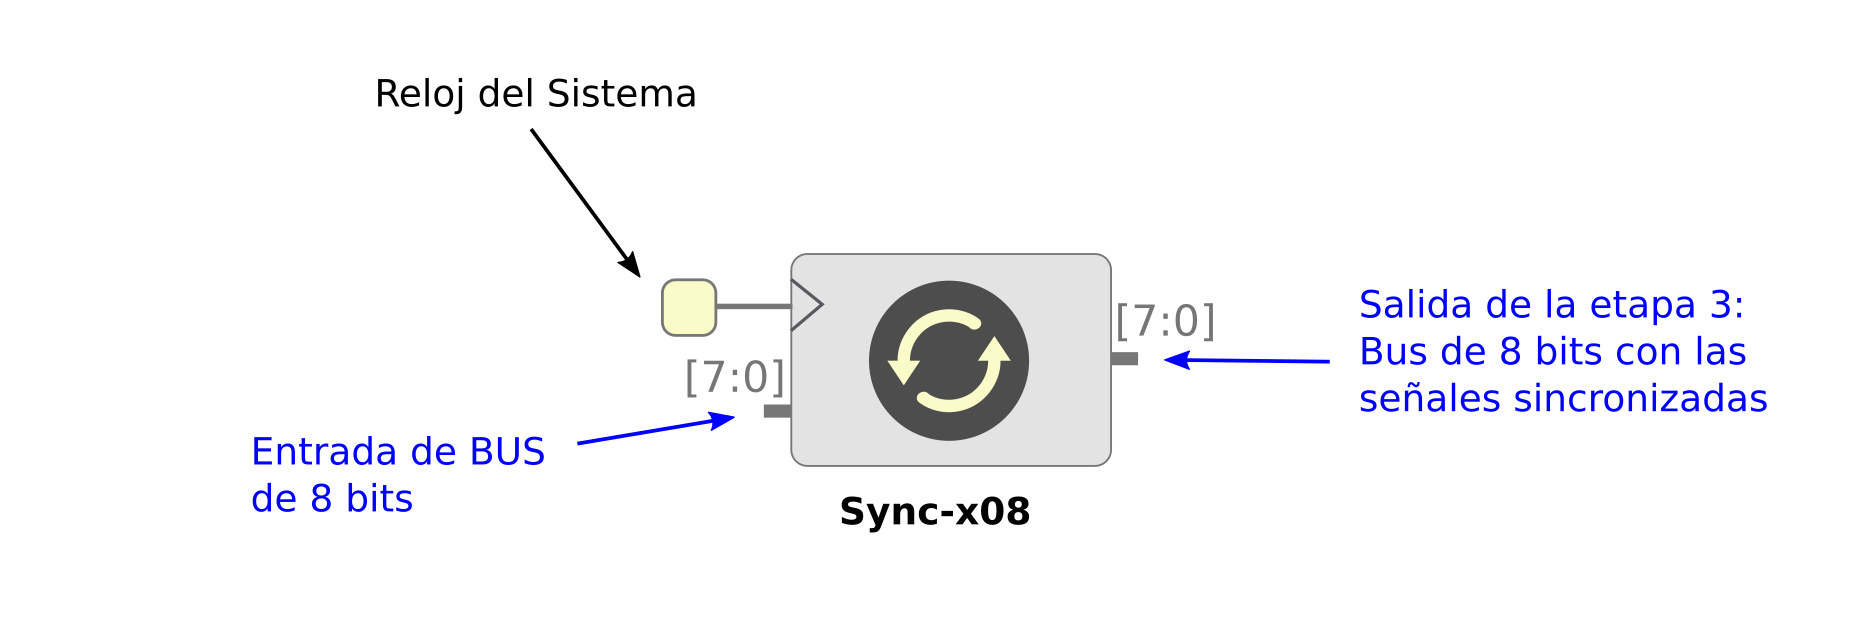 Reloj del Sistema
[7:0]
[7:0]
Salida de la etapa 3:
Bus de 8 bits con las
señales sincronizadas
Entrada de BUS
de 8 bits
Sync-x08